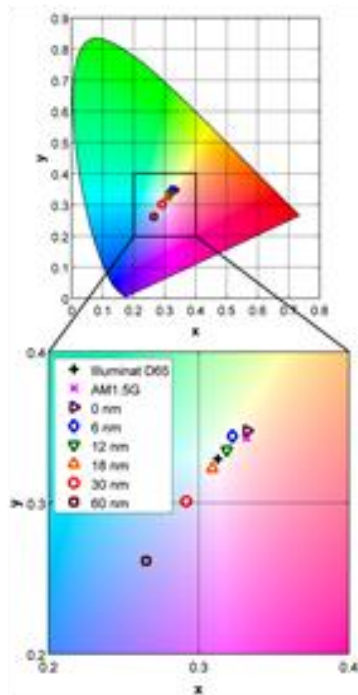 0.9
0.8
0.7
0.6
0.5
0.4
0.3
0.2
0.1
0
y
0 0.1 0.2 0.3 0.4 0.5 0.6 0.7 0.8
x
0.4
Illuminat D65
AM1.5G
0 nm
6 nm
12 nm
18 nm
30 nm
60 nm
y
0.3
0.2
0.2 0.3 0.4
x